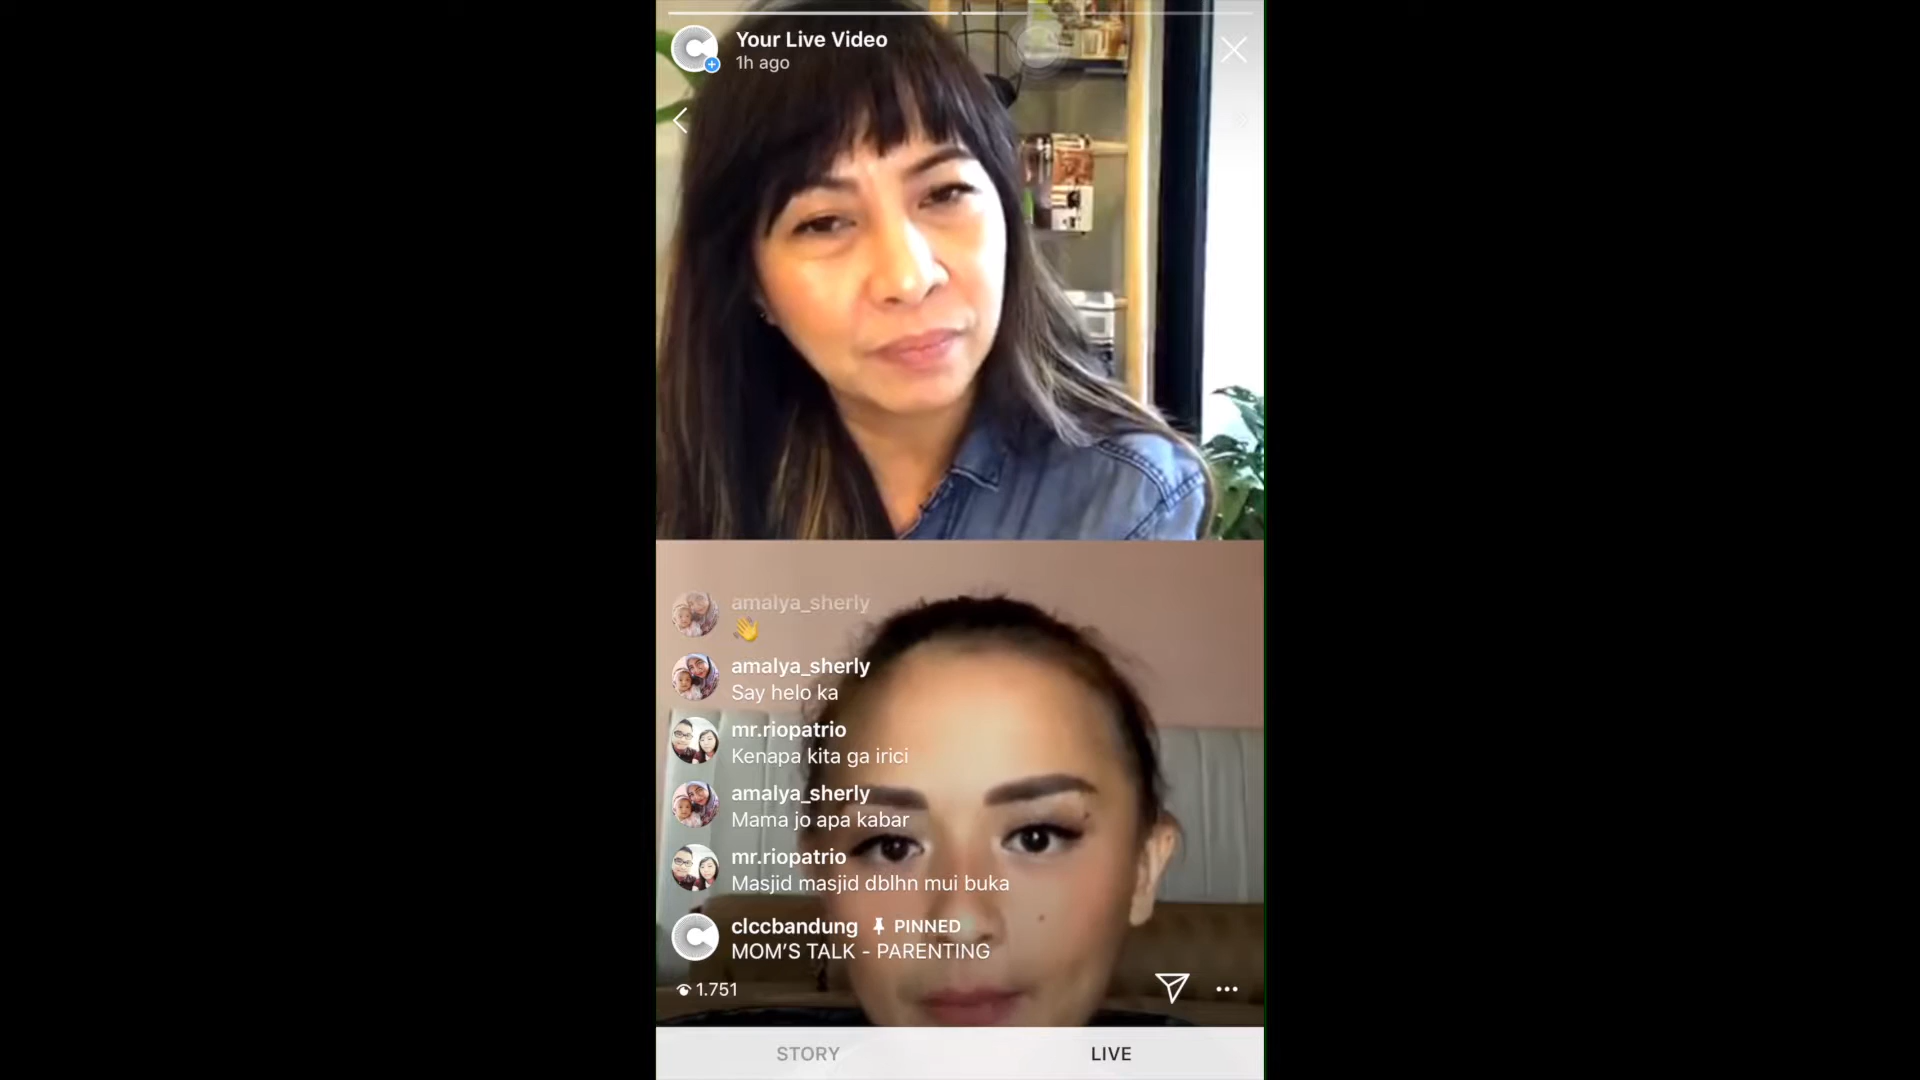 Your Live Video
1h ago
amalya_sherly
👋
amalya_sherly
Say helo ka
mr.riopatrio
Kenapa kita ga irici
amalya_sherly
Mama jo apa kabar
mr.riopatrio
Masjid masjid dblhn mui buka
clccbandung PINNED
MOM'S TALK - PARENTING
1.751
STORY LIVE